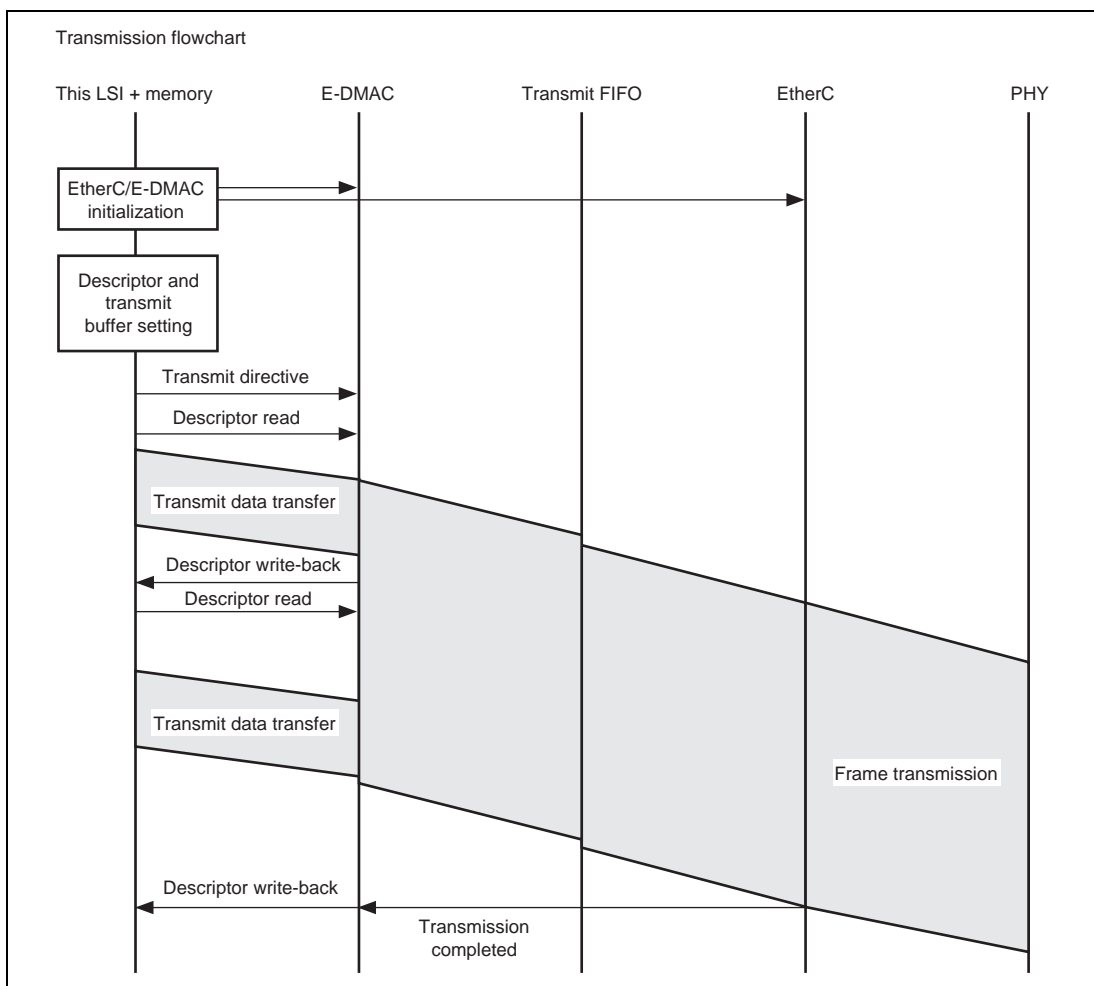 Transmission flowchart
This LSI + memory
E-DMAC
Transmit FIFO
EtherC
PHY
EtherC/E-DMAC
initialization
Descriptor and
transmit
buffer setting
Transmit directive
Descriptor read
Transmit data transfer
Descriptor write-back
Descriptor read
Transmit data transfer
Frame transmission
Descriptor write-back
Transmission
completed